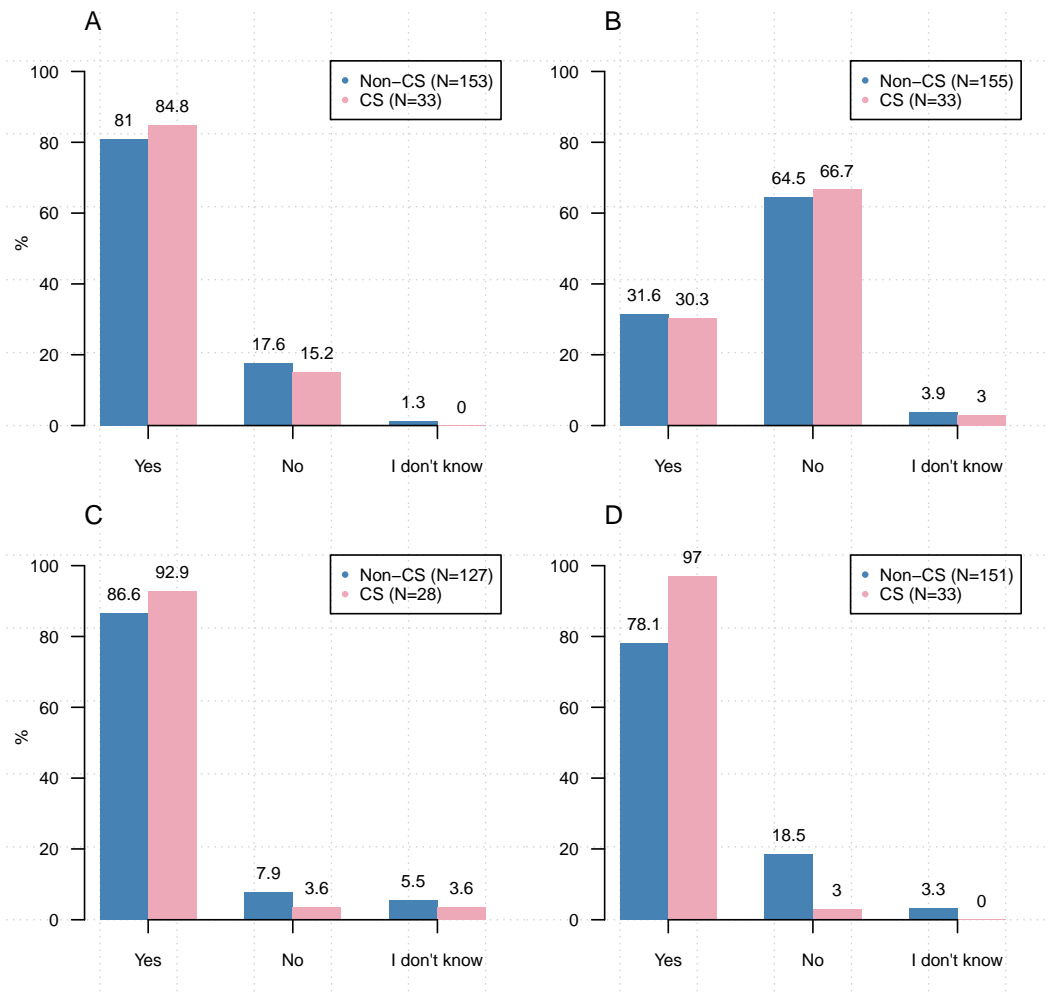 A
Non−CS (N=153)
CS (N=33)
%
100
80
60
40
20
0
81
84.8
17.6
15.2
1.3
0
Yes
No
I don't know
B
Non−CS (N=155)
CS (N=33)
100
80
60
40
20
0
31.6
30.3
64.5
66.7
3.9
3
Yes
No
I don't know
C
Non−CS (N=127)
CS (N=28)
%
100
80
60
40
20
0
86.6
92.9
7.9
3.6
5.5
3.6
Yes
No
I don't know
D
Non−CS (N=151)
CS (N=33)
100
80
60
40
20
0
78.1
97
18.5
3
3.3
0
Yes
No
I don't know